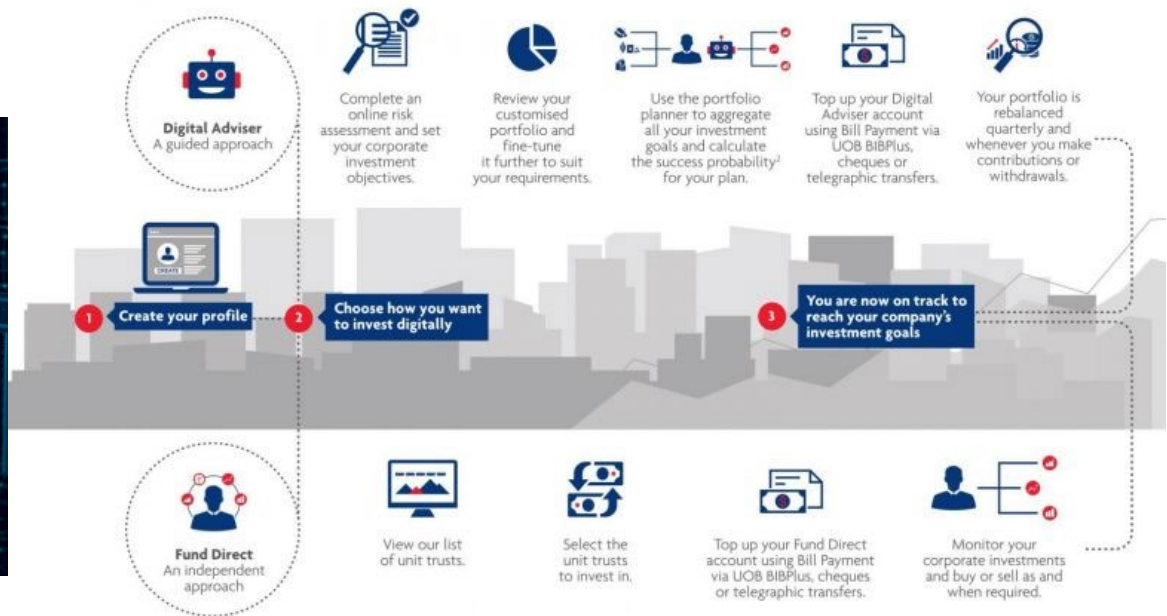 Digital Adviser
A guided approach
Complete an
online risk
assessment and set
your corporate
investment
objectives.
Review your
customised
portfolio and
fine-tune
it further to suit
your requirements.
Use the portfolio
planner to aggregate
all your investment
goals and calculate
the success probability²
for your plan.
Top up your Digital
Adviser account
using Bill Payment via
UOB BIBPlus,
cheques or
telegraphic transfers.
Your portfolio is
rebalanced
quarterly and
whenever you make
contributions or
withdrawals.
CREATE
1 Create your profile
2 Choose how you want
to invest digitally
3 You are now on track to
reach your company's
investment goals
Fund Direct
An independent
approach
View our list
of unit trusts.
Select the
unit trusts
to invest in.
Top up your Fund Direct
account using Bill Payment
via UOB BIBPlus, cheques
or telegraphic transfers.
Monitor your
corporate investments
and buy or sell as and
when required.